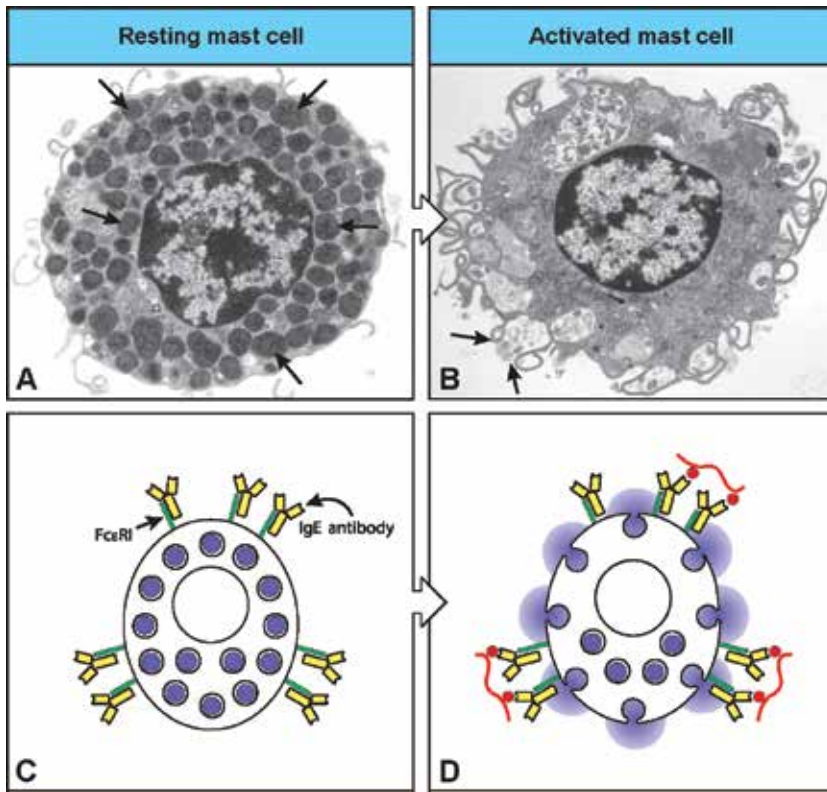 Resting mast cell
Activated mast cell
A
B
FcεRI
IgE antibody
C
D